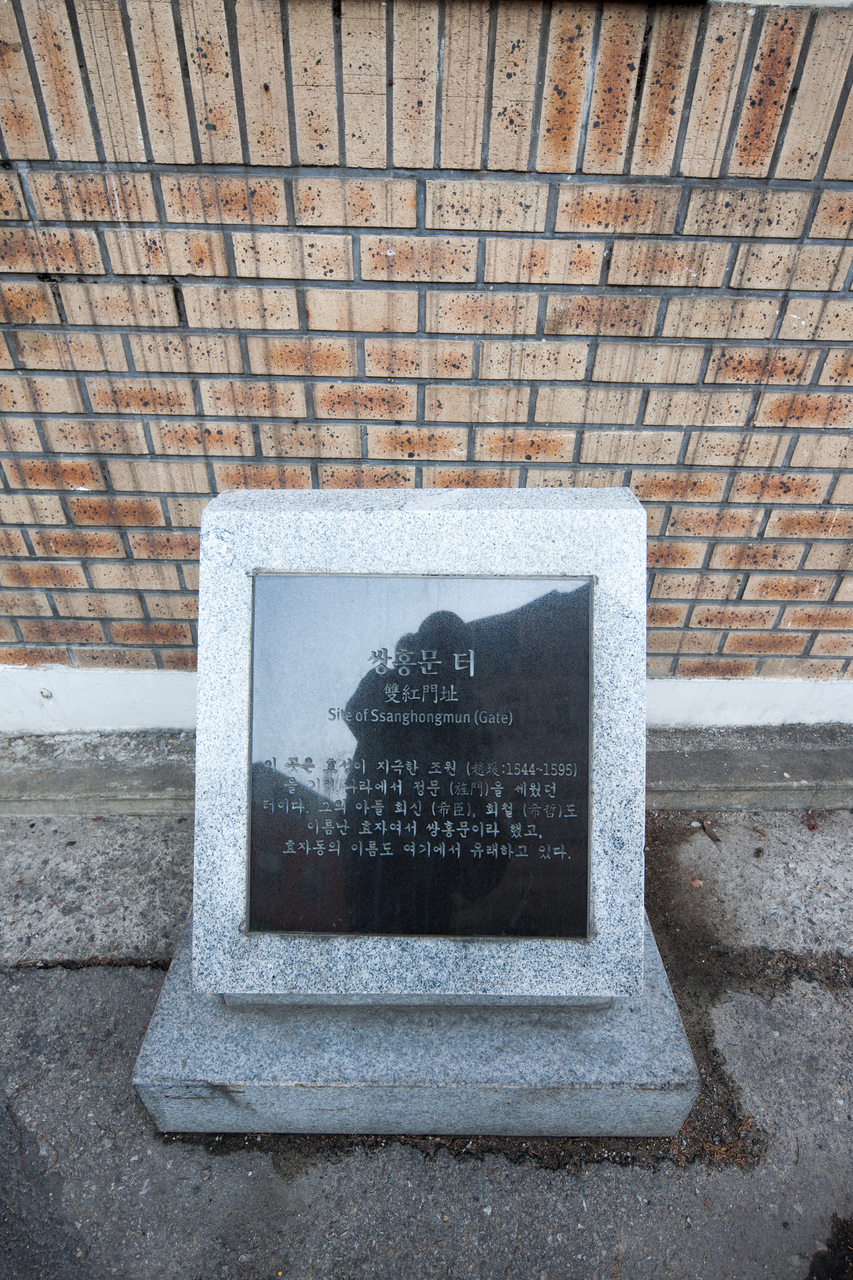 쌍홍문 터
雙紅門址
Site of Ssanghongmun (Gate)
이 곳은 효성이 지극한 조원 (趙瑗:1544~1595)
을 기려 나라에서 정문 (旌門)을 세웠던
터이다. 그의 아들 희신 (希臣), 희철 (希哲)도
이름난 효자여서 쌍홍문이라 했고,
효자동의 이름도 여기에서 유래하고 있다.